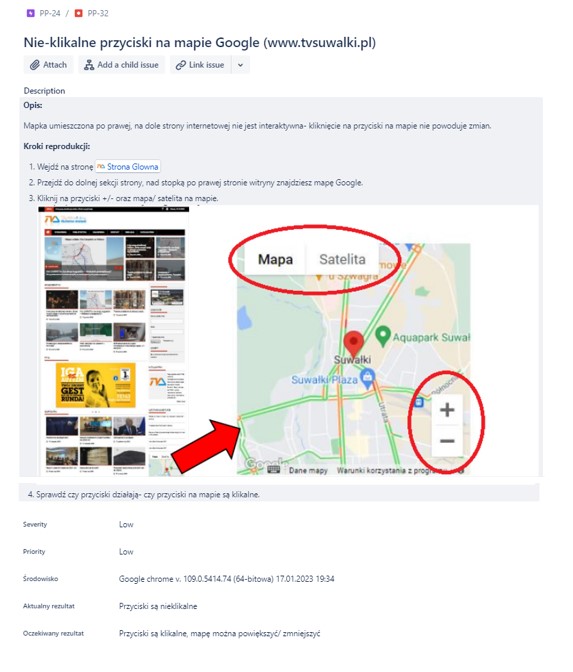 PP-24 / PP-32
Nie-klikalne przyciski na mapie Google (www.tvsuwalki.pl)
Attach Add a child issue Link issue
Description
Opis:
Mapka umieszczona po prawej, na dole strony internetowej nie jest interaktywna- kliknięcie na przyciski na mapie nie powoduje zmian.
Kroki reprodukcji:
1. Wejdź na stronę Strona Glowna
2. Przejdź do dolnej sekcji strony, nad stopką po prawej stronie witryny znajdziesz mapę Google.
3. Kliknij na przyciski +/- oraz mapa/ satelita na mapie.
Mapa Satelita
u Szwagra
Aquapark Suwał
Suwałki
Suwałki Plaza
Utrata
IGA
GEST
RUNDA!
+
−
Google Dane mapy Warunki korzystania z
4. Sprawdź czy przyciski działają- czy przyciski na mapie są klikalne.
Severity Low
Priority Low
Środowisko Google chrome v. 109.0.5414.74 (64-bitowa) 17.01.2023 19:34
Aktualny rezultat Przyciski są nieklikalne
Oczekiwany rezultat Przyciski są klikalne, mapę można powiększyć/ zmniejszyć